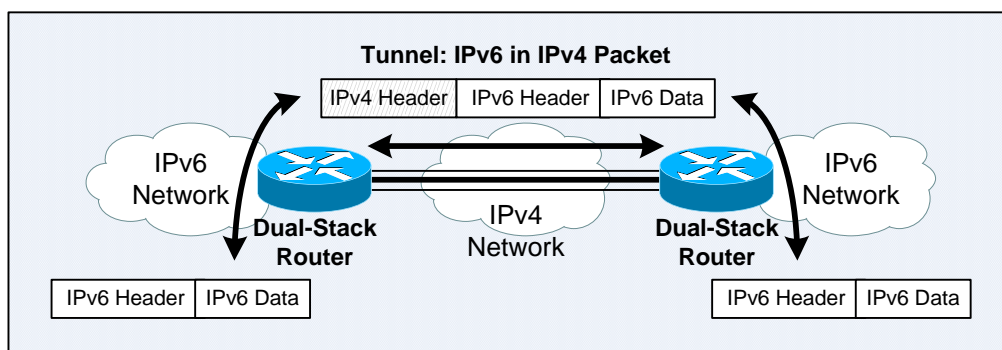 Tunnel: IPv6 in IPv4 Packet
IPv4 Header
IPv6 Header
IPv6 Data
IPv6
Network
IPv6
Network
IPv4
Network
Dual-Stack
Router
Dual-Stack
Router
IPv6 Header
IPv6 Data
IPv6 Header
IPv6 Data